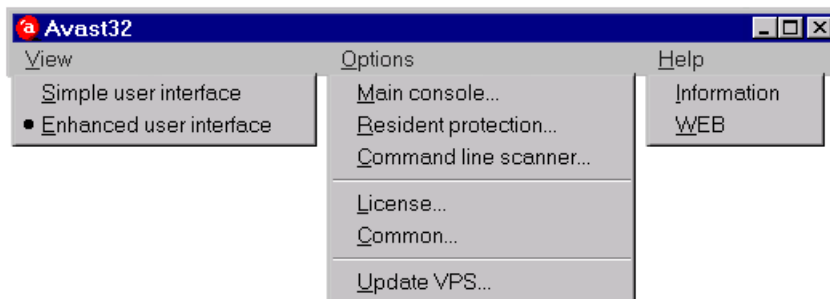 Avast32
View Options Help
Simple user interface
Enhanced user interface
Main console...
Resident protection...
Command line scanner...
License...
Common...
Update VPS...
Information
WEB